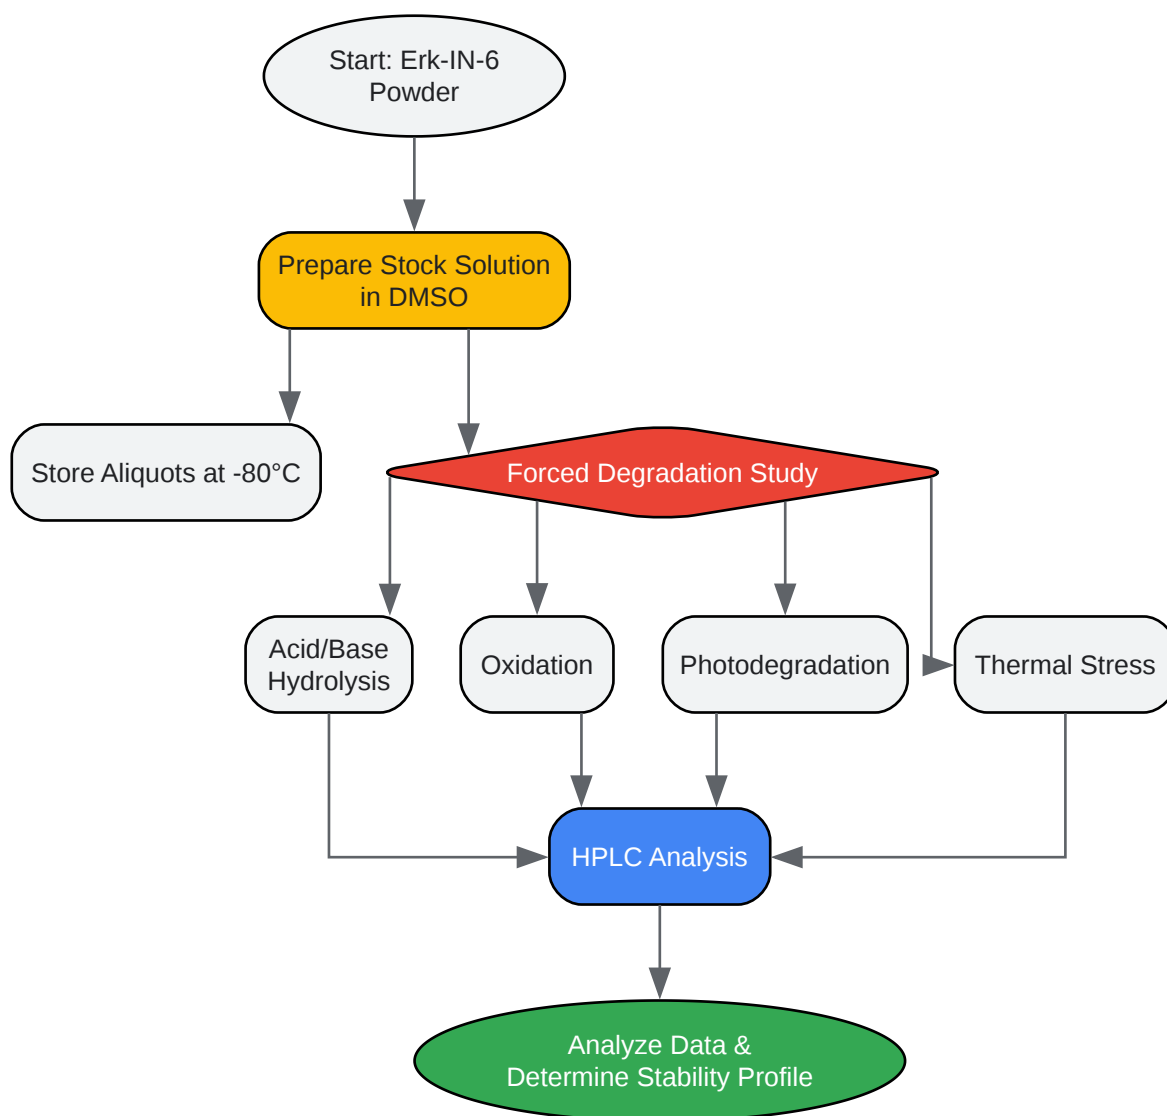 Start: Erk-IN-6
Powder
Prepare Stock Solution
in DMSO
Store Aliquots at -80°C
Forced Degradation Study
Acid/Base
Hydrolysis
Oxidation
Photodegradation
Thermal Stress
HPLC Analysis
Analyze Data &
Determine Stability Profile